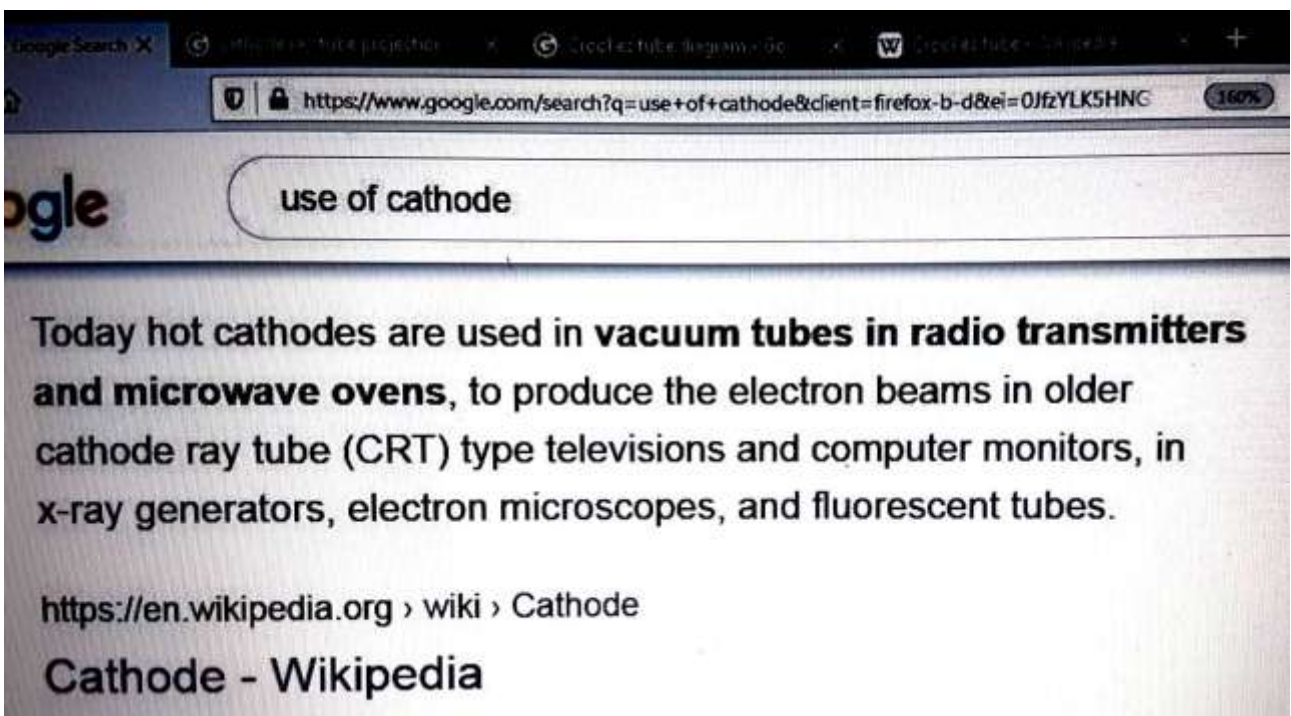 Google Search
https://www.google.com/search?q=use+of+cathode&client=firefox-b-d&ei=0JfzYLK5HNG 160%
ogle use of cathode
Today hot cathodes are used in vacuum tubes in radio transmitters
and microwave ovens, to produce the electron beams in older
cathode ray tube (CRT) type televisions and computer monitors, in
x-ray generators, electron microscopes, and fluorescent tubes.
https://en.wikipedia.org › wiki › Cathode
Cathode - Wikipedia